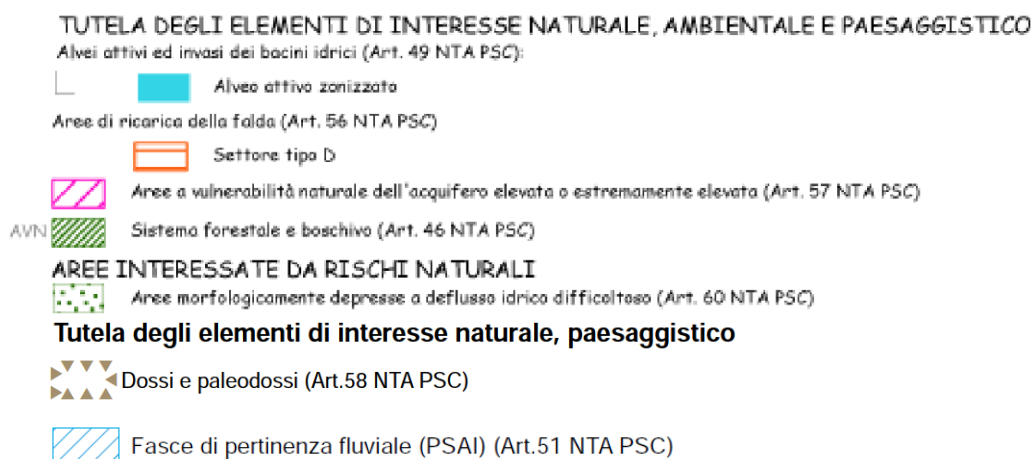 TUTELA DEGLI ELEMENTI DI INTERESSE NATURALE, AMBIENTALE E PAESAGGISTICO
Alvei attivi ed invasi dei bacini idrici (Art. 49 NTA PSC):
Alveo attivo zonizzato
Aree di ricarica della falda (Art. 56 NTA PSC)
Settore tipo D
Aree a vulnerabilità naturale dell'acquifero elevata o estremamente elevata (Art. 57 NTA PSC)
AVN Sistema forestale e boschivo (Art. 46 NTA PSC)
AREE INTERESSATE DA RISCHI NATURALI
Aree morfologicamente depresse a deflusso idrico difficoltoso (Art. 60 NTA PSC)
Tutela degli elementi di interesse naturale, paesaggistico
Dossi e paleodossi (Art.58 NTA PSC)
Fasce di pertinenza fluviale (PSAI) (Art.51 NTA PSC)